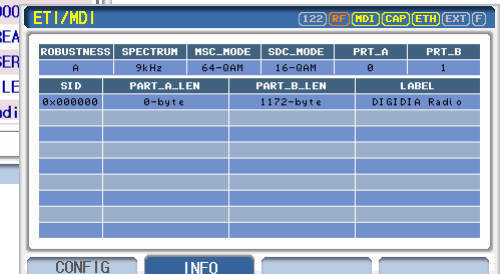 ETI/MDI
122 RF MDI CAP ETH EXT F
ROBUSTNESS SPECTRUM MSC_MODE SDC_MODE PRT_A PRT_B
A 9kHz 64-QAM 16-QAM 0 1
SID PART_A_LEN PART_B_LEN LABEL
0x000000 0-byte 1172-byte DIGIDIA Radio
CONFIG INFO